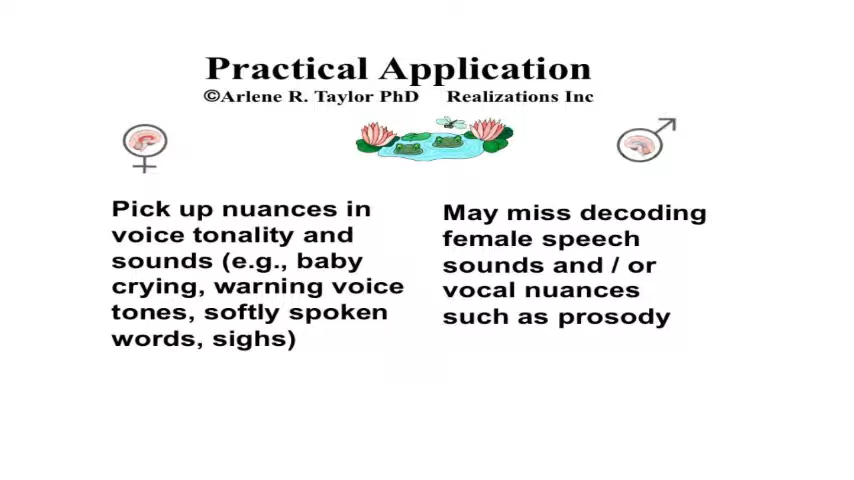 Practical Application
©Arlene R. Taylor PhD Realizations Inc
Pick up nuances in
voice tonality and
sounds (e.g., baby
crying, warning voice
tones, softly spoken
words, sighs)
May miss decoding
female speech
sounds and / or
vocal nuances
such as prosody